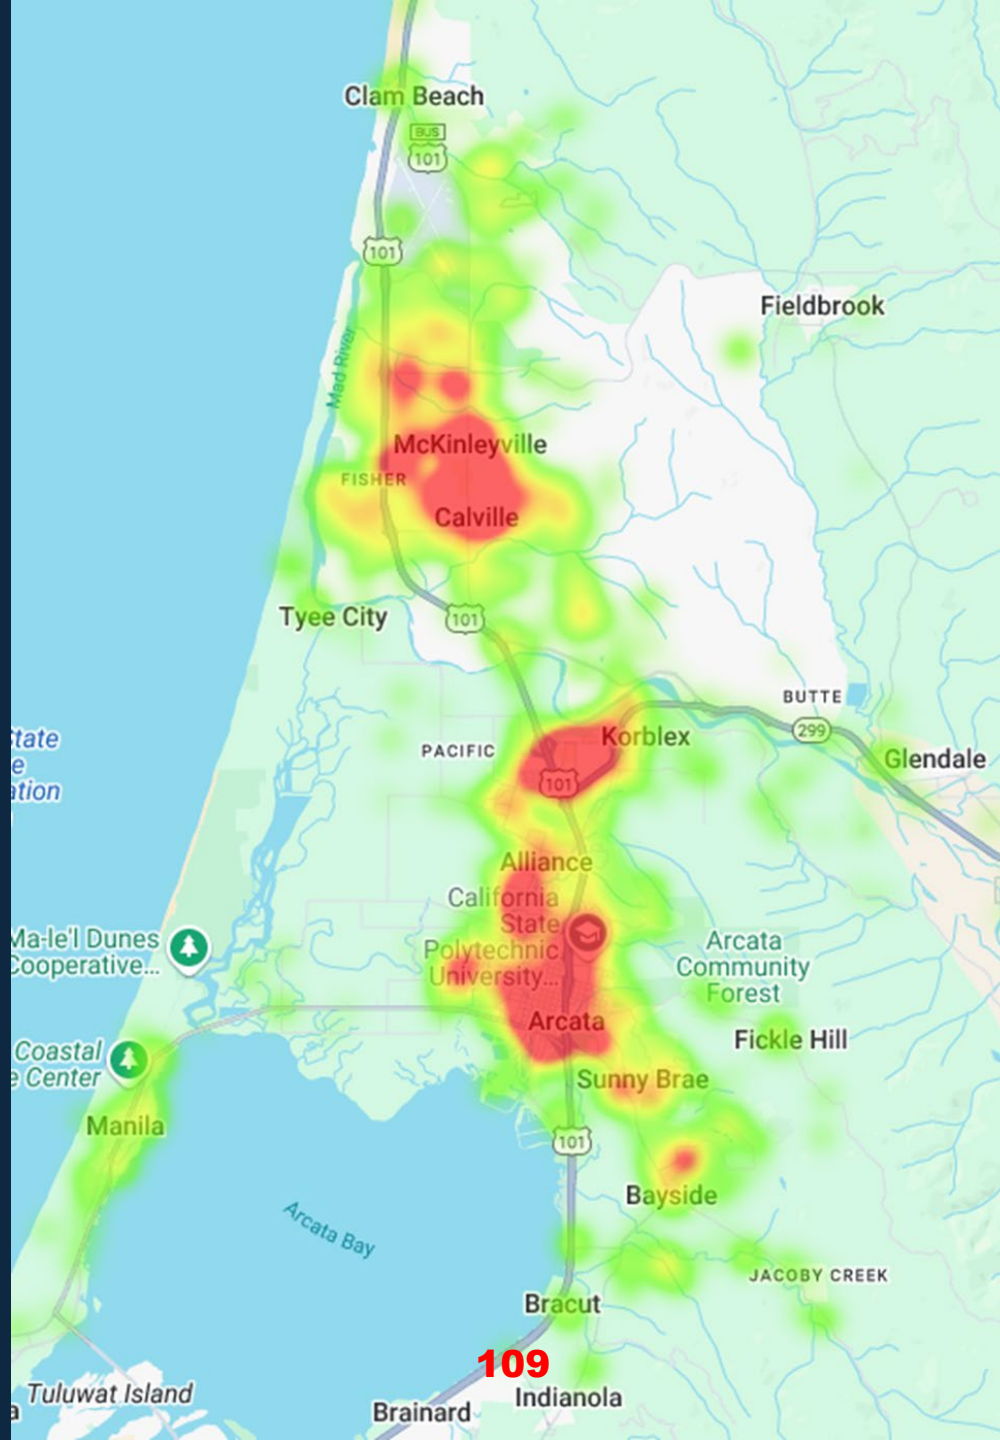 Clam Beach
BUS
101
101
Fieldbrook
Mad River
McKinleyville
FISHER
Calville
Tyee City
101
BUTTE
299
Korblex
PACIFIC
Glendale
101
Alliance
California
State
Polytechnic
University...
Ma-le'l Dunes
Cooperative...
Arcata
Community
Forest
Arcata
Fickle Hill
Coastal
Center
Sunny Brae
Manila
101
Bayside
Arcata Bay
JACOBY CREEK
Bracut
109
Tuluwat Island
Indianola
Brainard